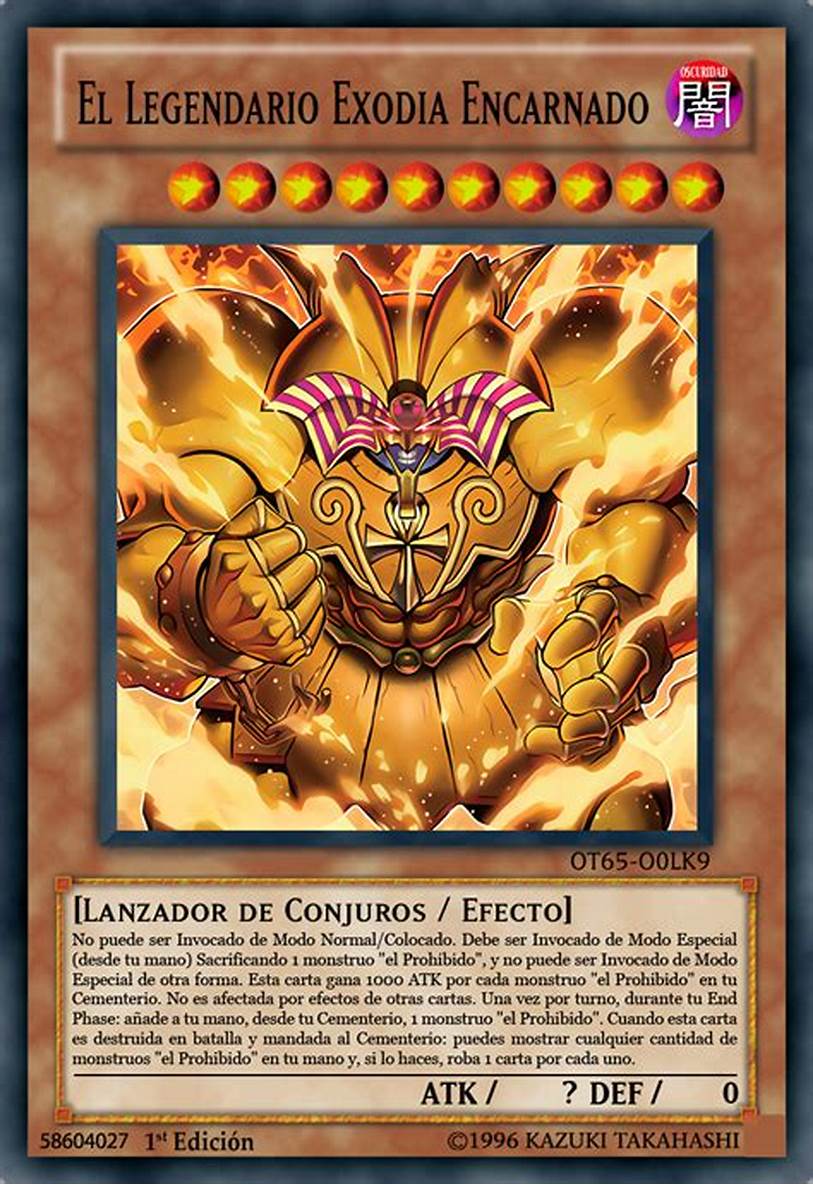 El Legendario Exodia Encarnado
OSCURIDAD
闇
OT65-O0LK9
[Lanzador de Conjuros / Efecto]
No puede ser Invocado de Modo Normal/Colocado. Debe ser Invocado de Modo Especial
(desde tu mano) Sacrificando 1 monstruo "el Prohibido", y no puede ser Invocado de Modo
Especial de otra forma. Esta carta gana 1000 ATK por cada monstruo "el Prohibido" en tu
Cementerio. No es afectada por efectos de otras cartas. Una vez por turno, durante tu End
Phase: añade a tu mano, desde tu Cementerio, 1 monstruo "el Prohibido". Cuando esta carta
es destruida en batalla y mandada al Cementerio: puedes mostrar cualquier cantidad de
monstruos "el Prohibido" en tu mano y, si lo haces, roba 1 carta por cada uno.
ATK / ? DEF / 0
58604027 1st Edición ©1996 KAZUKI TAKAHASHI